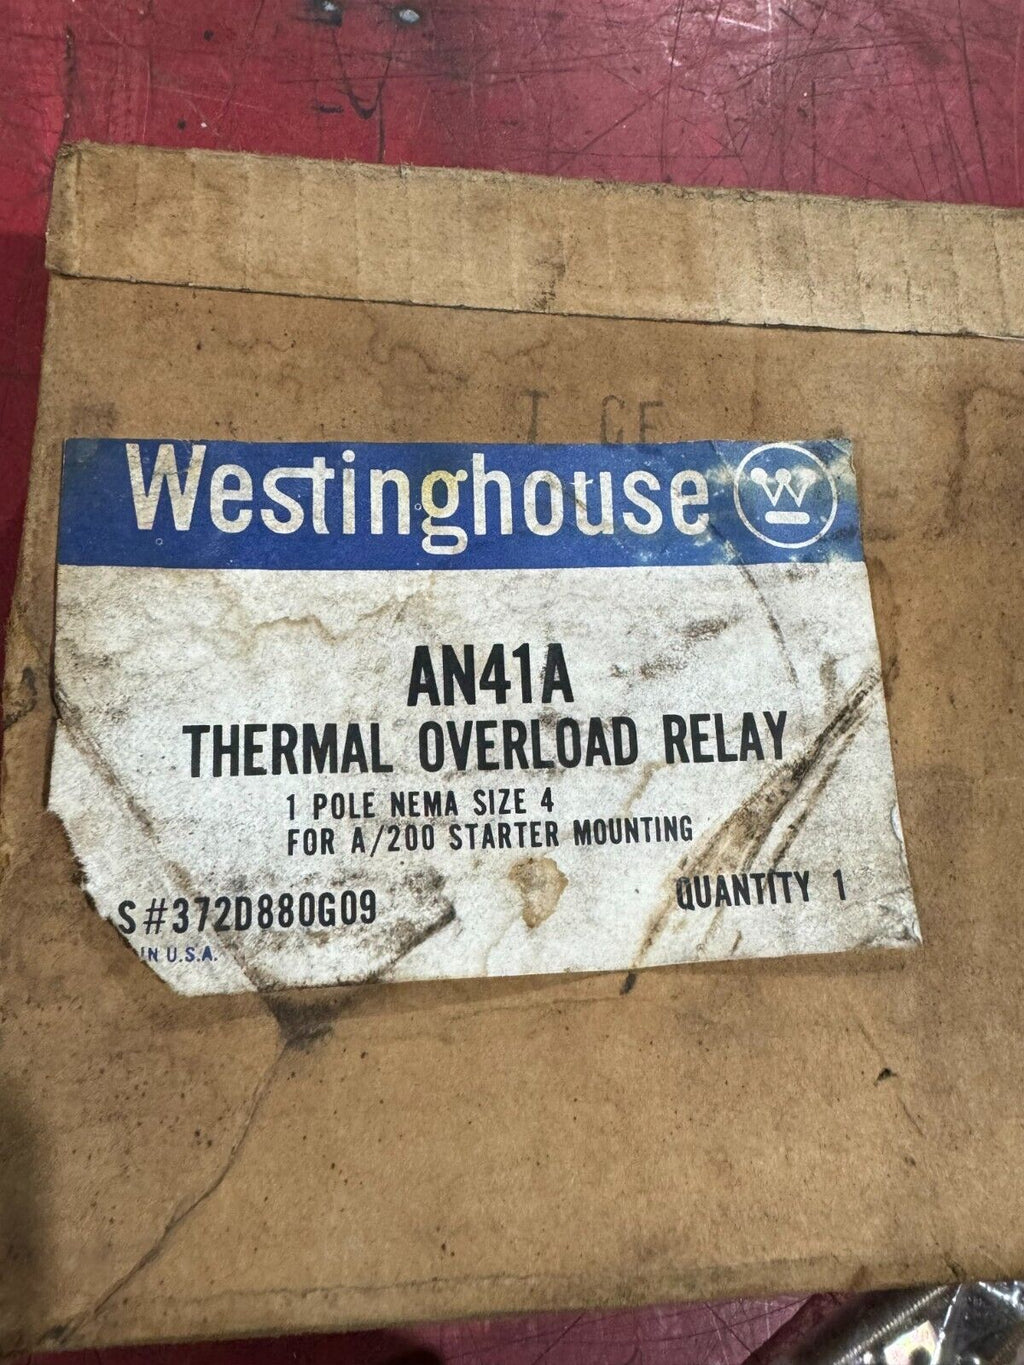 Westinghouse
AN41A
THERMAL OVERLOAD RELAY
1 POLE NEMA SIZE 4
FOR A/200 STARTER MOUNTING
QUANTITY 1
S#372D880G09
IN U.S.A.